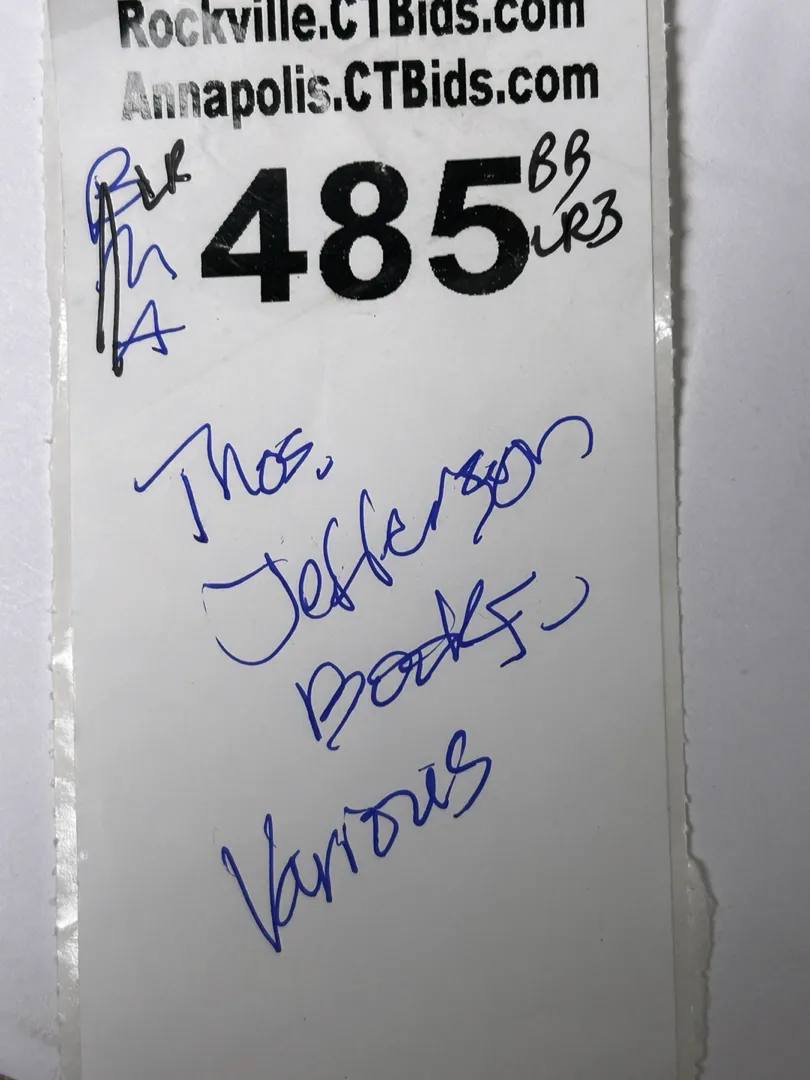 Rockville.CTBids.com
Annapolis.CTBids.com
485
BB
LR3
Thos.
Jefferson
Books.
Various